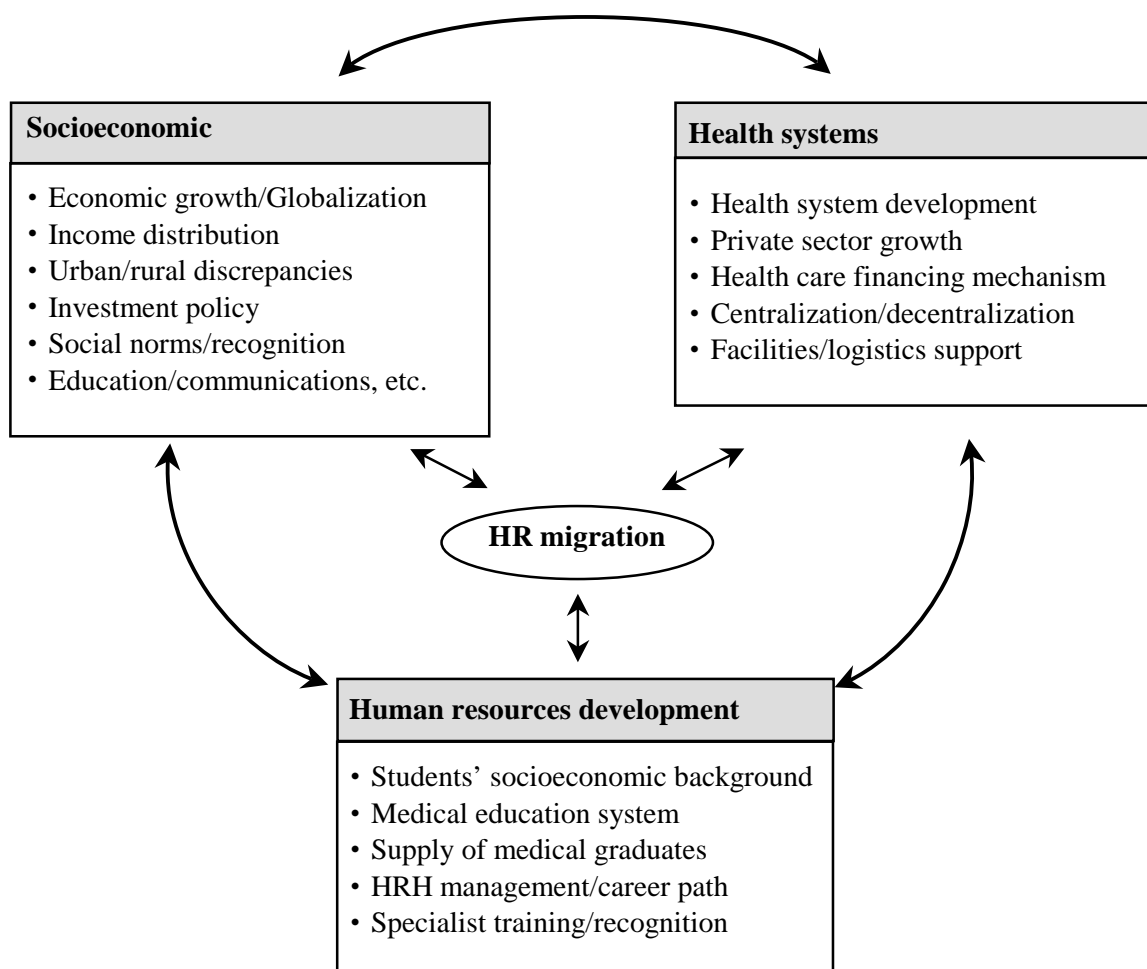 Socioeconomic
• Economic growth/Globalization
• Income distribution
• Urban/rural discrepancies
• Investment policy
• Social norms/recognition
• Education/communications, etc.
Health systems
• Health system development
• Private sector growth
• Health care financing mechanism
• Centralization/decentralization
• Facilities/logistics support
HR migration
Human resources development
• Students’ socioeconomic background
• Medical education system
• Supply of medical graduates
• HRH management/career path
• Specialist training/recognition